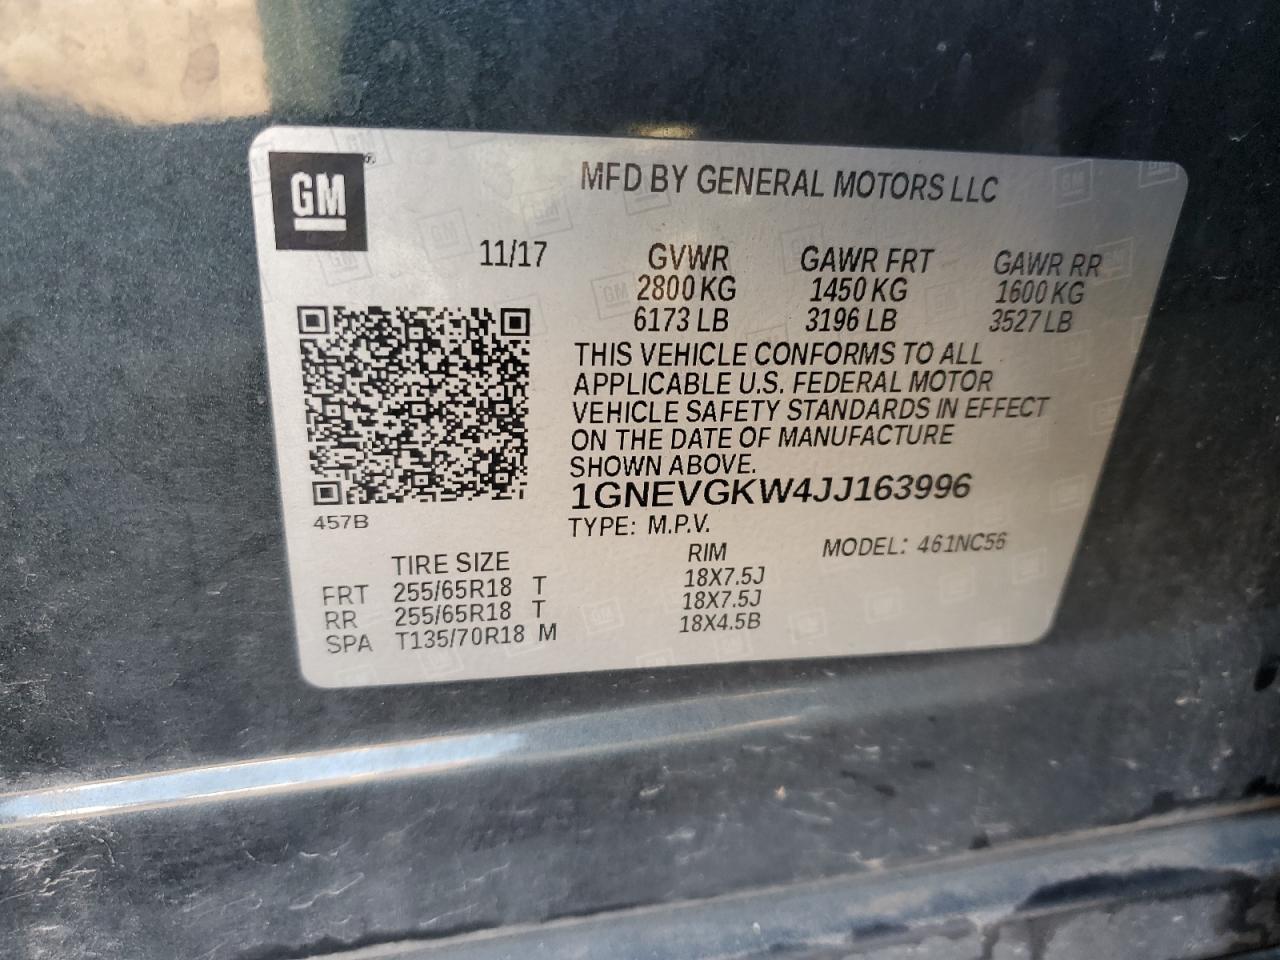 GM
MFD BY GENERAL MOTORS LLC
11/17 GVWR GAWR FRT GAWR RR
2800 KG 1450 KG 1600 KG
6173 LB 3196 LB 3527 LB
THIS VEHICLE CONFORMS TO ALL
APPLICABLE U.S. FEDERAL MOTOR
VEHICLE SAFETY STANDARDS IN EFFECT
ON THE DATE OF MANUFACTURE
SHOWN ABOVE.
1GNEVGKW4JJ163996
457B
TYPE: M.P.V.
MODEL: 461NC56
TIRE SIZE RIM
FRT 255/65R18 T 18X7.5J
RR 255/65R18 T 18X7.5J
SPA T135/70R18 M 18X4.5B